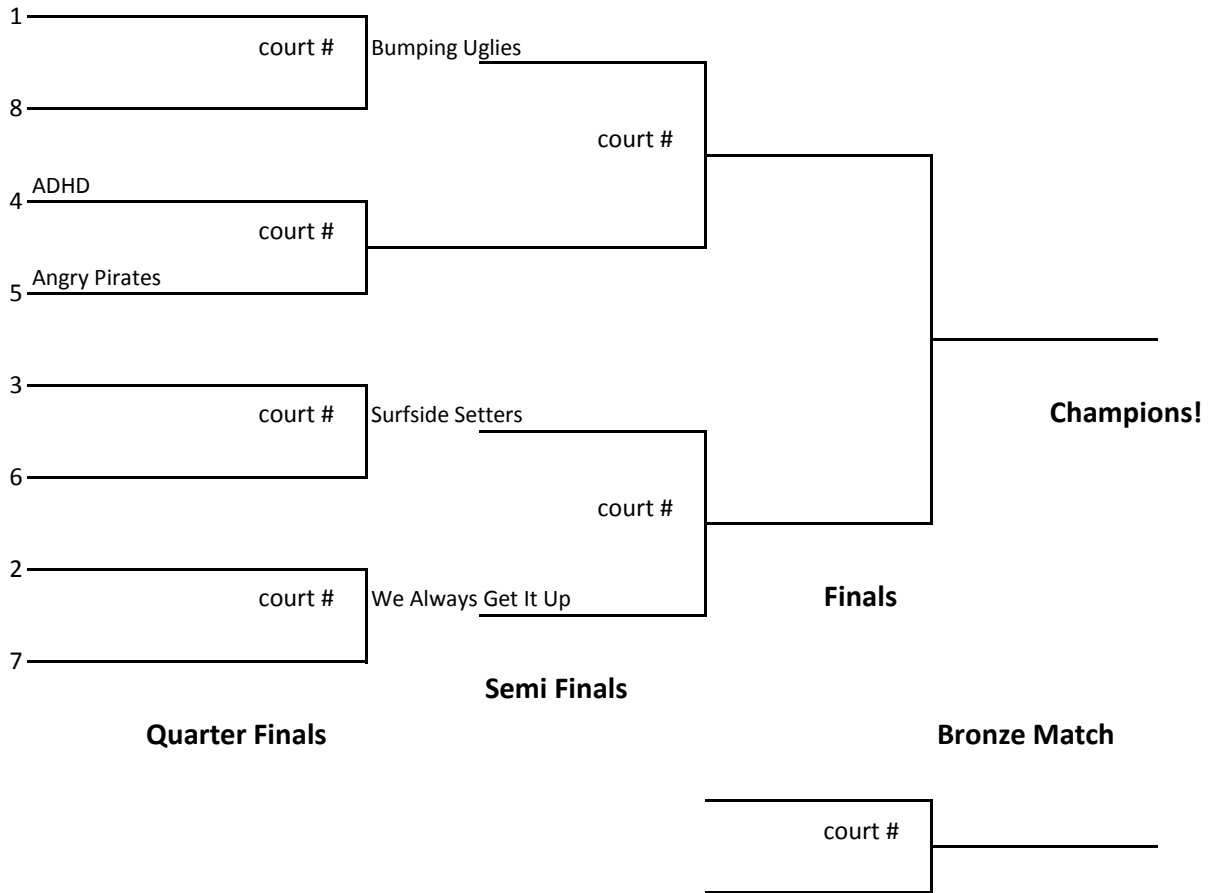 1
court #
Bumping Uglies
8
court #
4
ADHD
court #
5
Angry Pirates
3
court #
Surfside Setters
Champions!
6
court #
2
court #
We Always Get It Up
Finals
7
Semi Finals
Quarter Finals
Bronze Match
court #